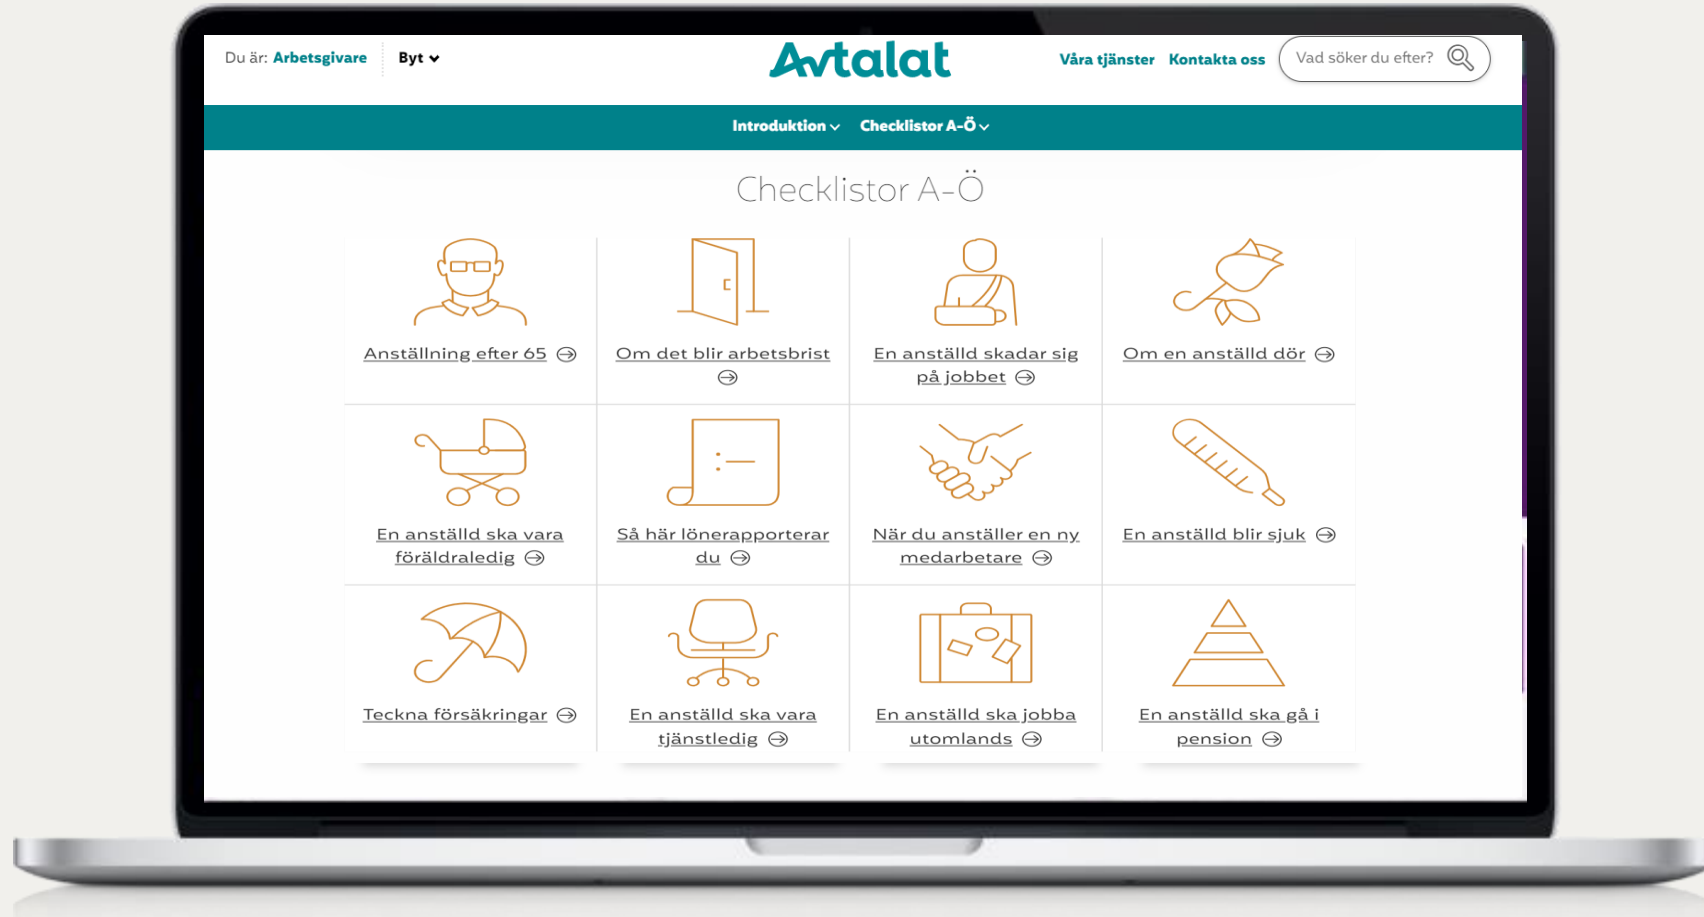 Du är: Arbetsgivare Byt
Avtalat
Våra tjänster Kontakta oss
Vad söker du efter?
Introduktion Checklistor A-Ö
Checklistor A-Ö
Anställning efter 65
Om det blir arbetsbrist
En anställd skadar sig
på jobbet
Om en anställd dör
En anställd ska vara
föräldraledig
Så här lönerapporterar
du
När du anställer en ny
medarbetare
En anställd blir sjuk
Teckna försäkringar
En anställd ska vara
tjänstledig
En anställd ska jobba
utomlands
En anställd ska gå i
pension